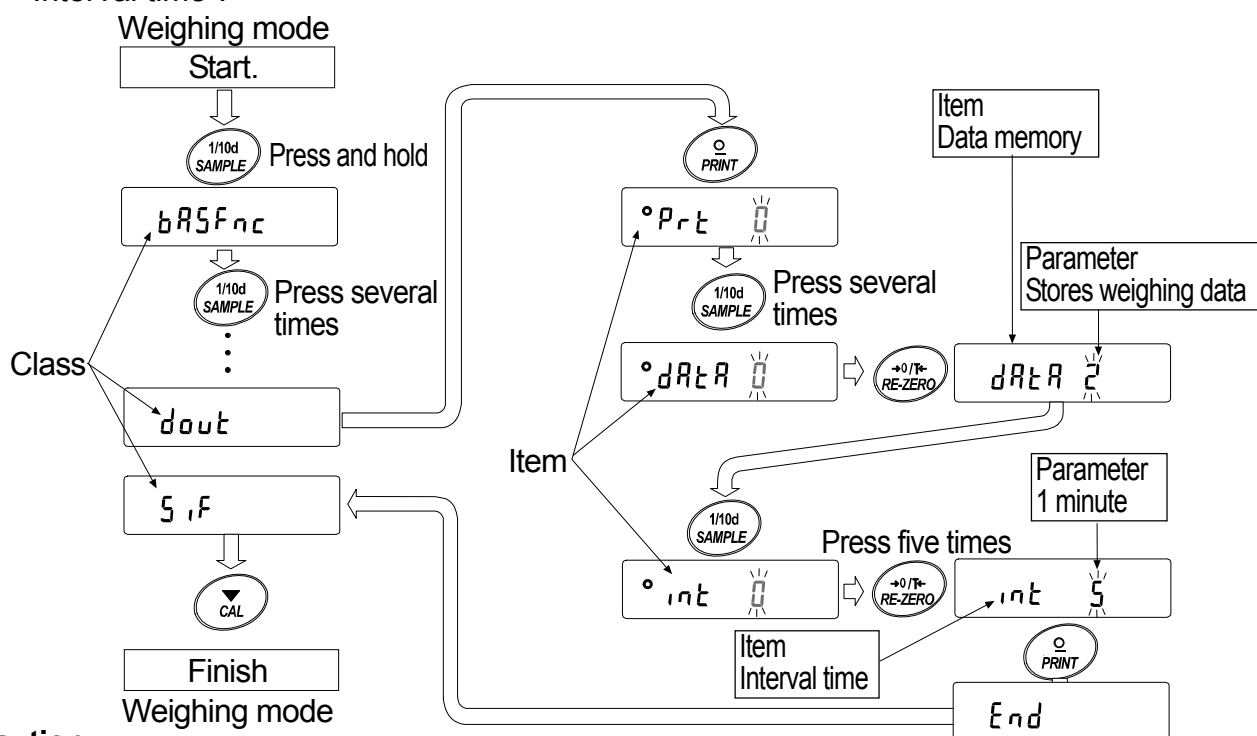 Weighing mode
Start.
1/10d
SAMPLE
Press and hold
bASFnc
1/10d
SAMPLE
Press several
times
Class
dout
SiF
CAL
Finish
Weighing mode
PRINT
Prt 0
1/10d
SAMPLE
Press several
times
dAtA 0
→0/T←
RE-ZERO
Item
Data memory
Parameter
Stores weighing data
dAtA 2
Item
1/10d
SAMPLE
int 0
Press five times
→0/T←
RE-ZERO
Parameter
1 minute
int 5
Item
Interval time
PRINT
End